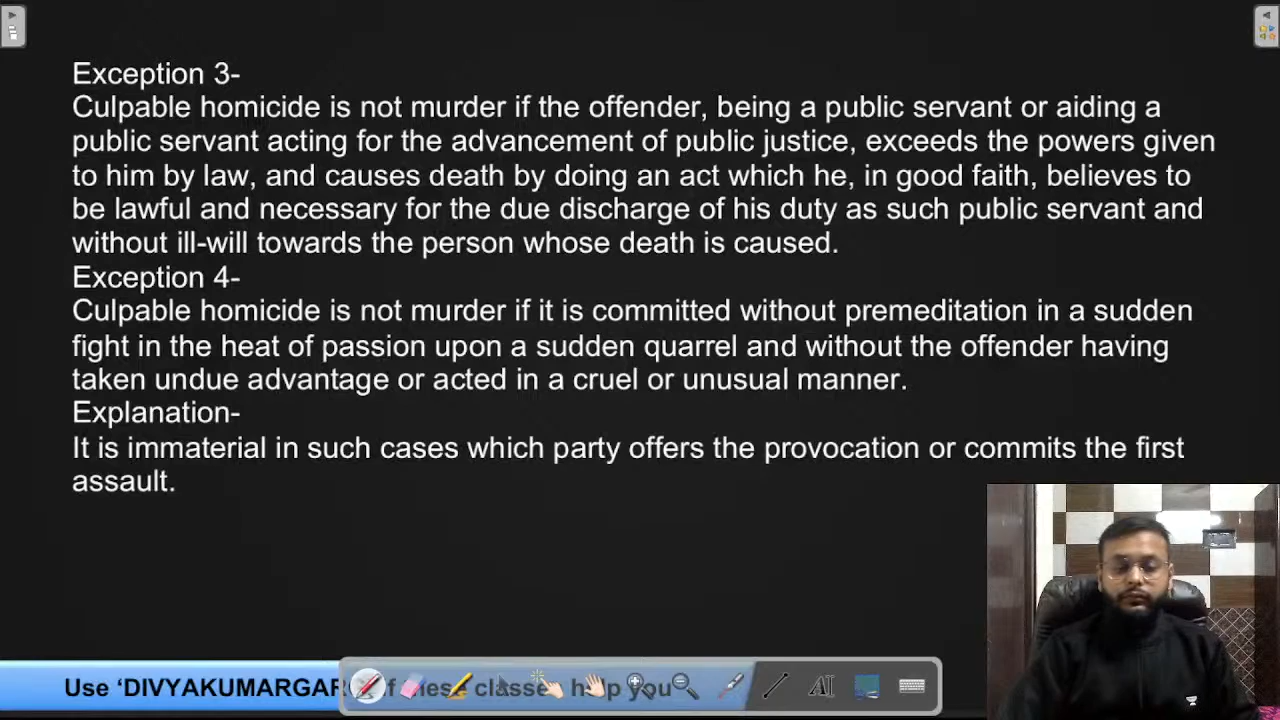 Exception 3-
Culpable homicide is not murder if the offender, being a public servant or aiding a
public servant acting for the advancement of public justice, exceeds the powers given
to him by law, and causes death by doing an act which he, in good faith, believes to
be lawful and necessary for the due discharge of his duty as such public servant and
without ill-will towards the person whose death is caused.
Exception 4-
Culpable homicide is not murder if it is committed without premeditation in a sudden
fight in the heat of passion upon a sudden quarrel and without the offender having
taken undue advantage or acted in a cruel or unusual manner.
Explanation-
It is immaterial in such cases which party offers the provocation or commits the first
assault.
Use ‘DIVYAKUMARGAR if these classes help you
AI